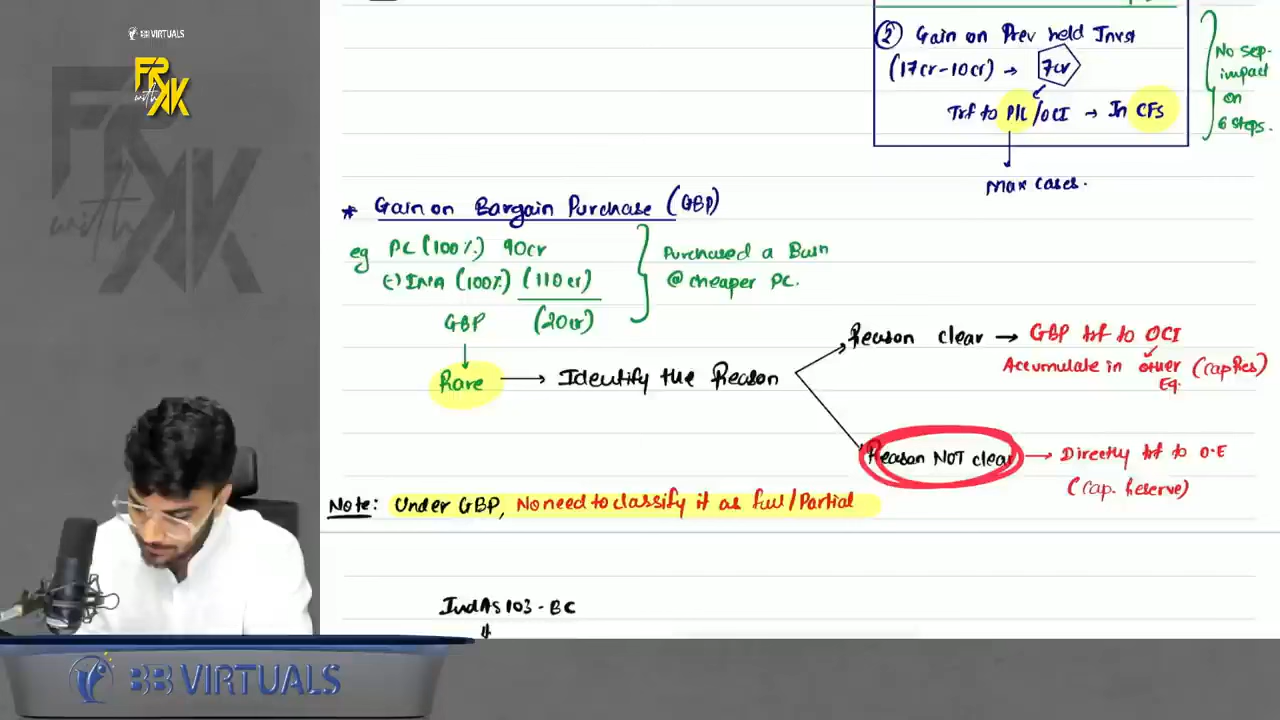 BB VIRTUALS
FR
with AK
② Gain on Prev held Invst
(17cr-10cr) → 7cr
Trf to P/L/OCI → In CFs
No sep.
impact
on
6 steps.
Max cases.
* Gain on Bargain Purchase (GBP)
eg PC (100%) 90cr
(-) INA (100%) (110cr)
GBP (20cr)
Purchased a Busn
@ cheaper PC.
Rare → Identify the Reason
Reason clear → GBP trf to OCI
Accumulate in other (Cap Res)
Eq.
Reason NOT clear → Directly trf to O.E
(Cap. Reserve)
Note: Under GBP, No need to classify it as full/Partial
IndAs 103 - BC
BB VIRTUALS